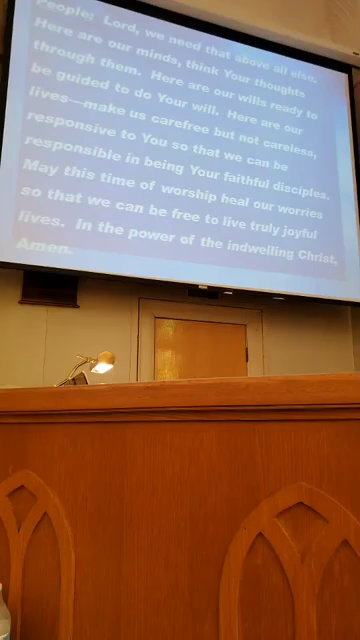 People: Lord, we need that above all else.
Here are our minds, think Your thoughts
through them. Here are our wills ready to
be guided to do Your will. Here are our
lives—make us carefree but not careless,
responsive to You so that we can be
responsible in being Your faithful disciples.
May this time of worship heal our worries
so that we can be free to live truly joyful
lives. In the power of the indwelling Christ,
Amen.